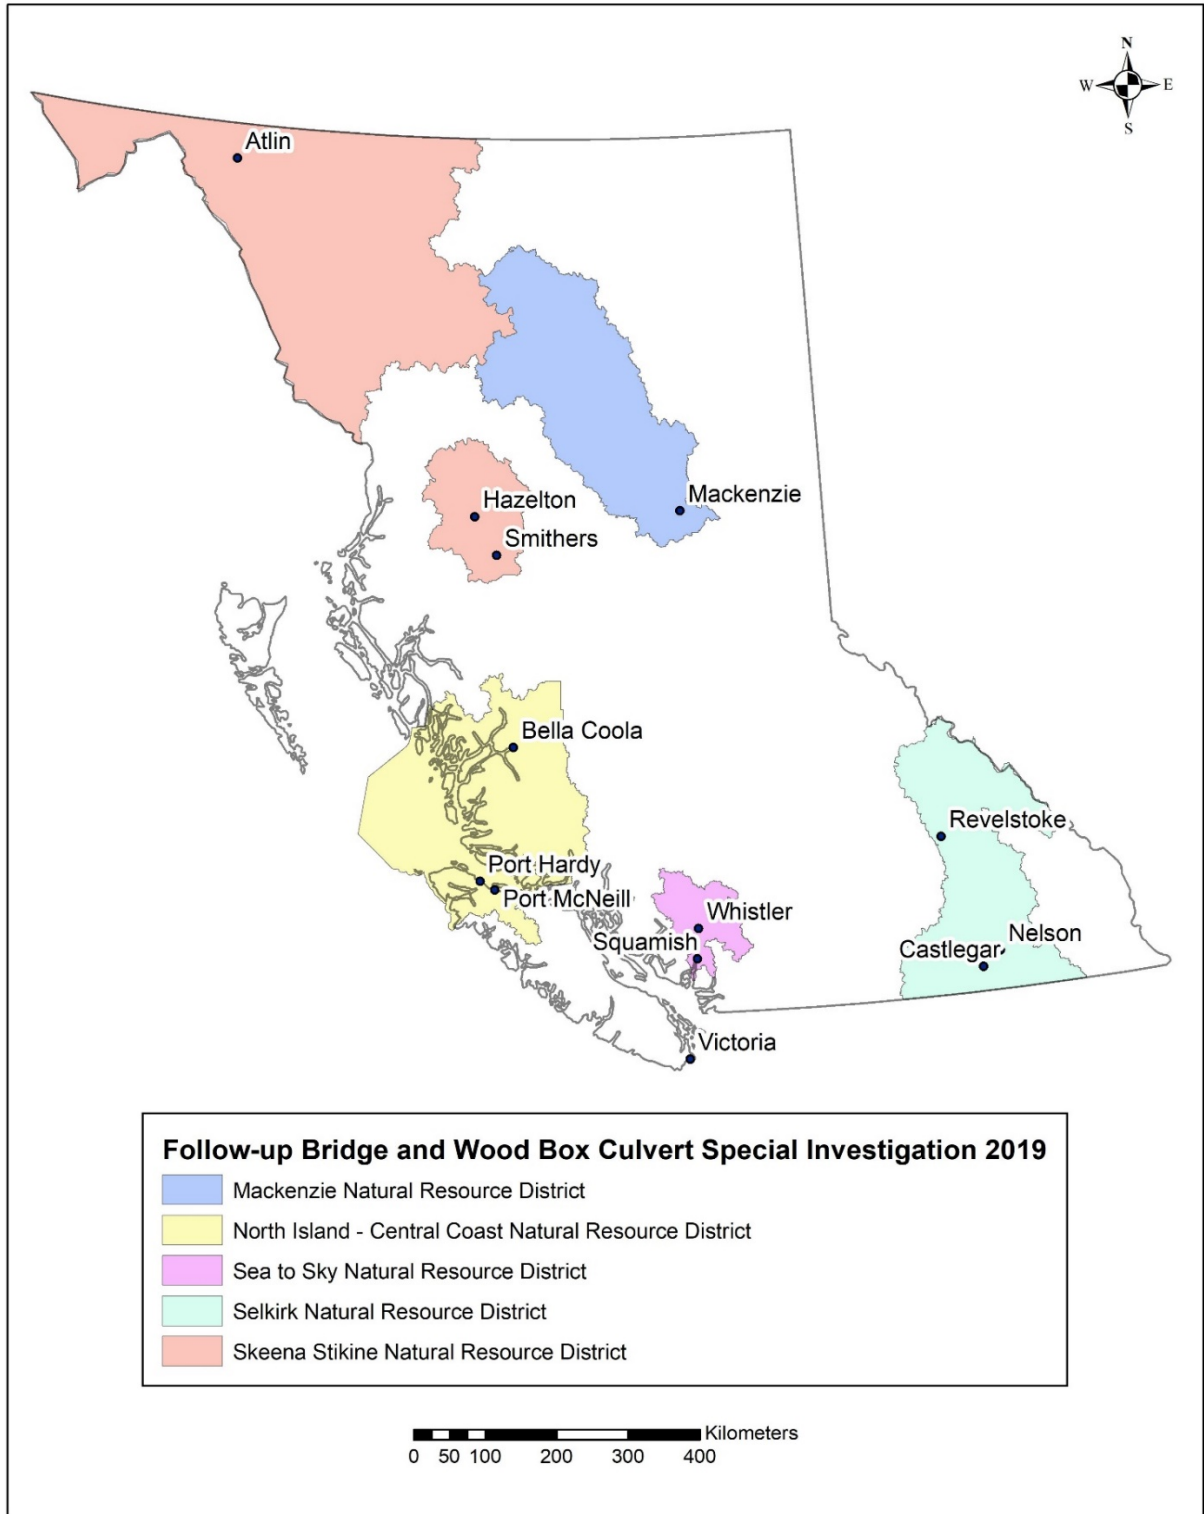 N
W E
S
Atlin
Mackenzie
Hazelton
Smithers
Bella Coola
Revelstoke
Port Hardy
Port McNeill
Whistler
Squamish
Nelson
Castlegar
Victoria
Follow-up Bridge and Wood Box Culvert Special Investigation 2019
Mackenzie Natural Resource District
North Island - Central Coast Natural Resource District
Sea to Sky Natural Resource District
Selkirk Natural Resource District
Skeena Stikine Natural Resource District
Kilometers
0 50 100 200 300 400